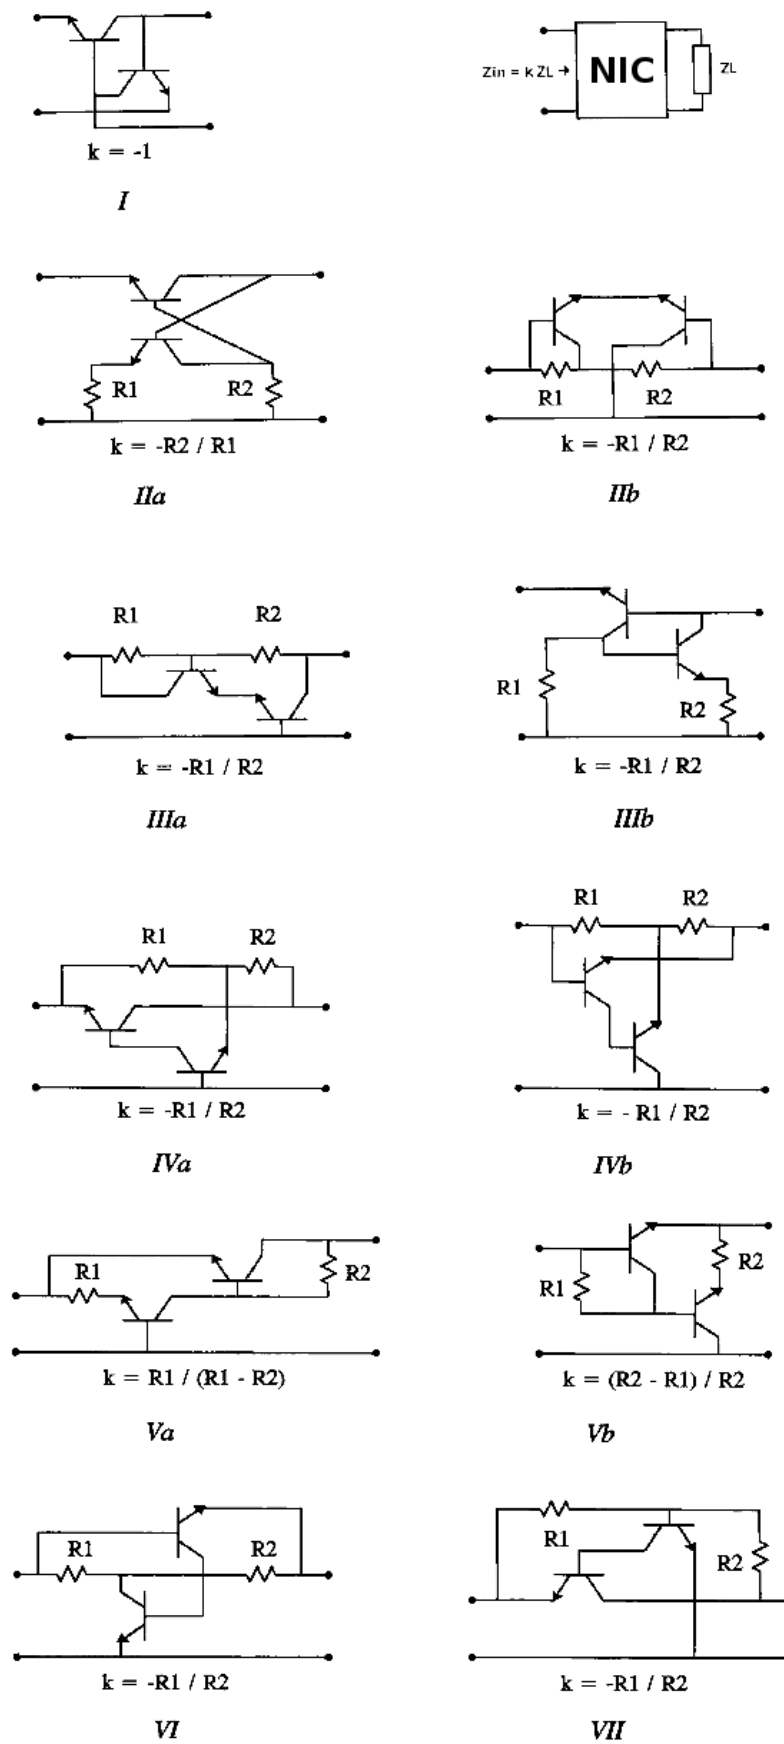 Zin = k ZL →
NIC
ZL
k = -1
I
R1
R2
k = -R2 / R1
IIa
R1
R2
k = -R1 / R2
IIb
R1
R2
k = -R1 / R2
IIIa
R1
R2
k = -R1 / R2
IIIb
R1
R2
k = -R1 / R2
IVa
R1
R2
k = - R1 / R2
IVb
R1
R2
k = R1 / (R1 - R2)
Va
R1
R2
k = (R2 - R1) / R2
Vb
R1
R2
k = -R1 / R2
VI
R1
R2
k = -R1 / R2
VII